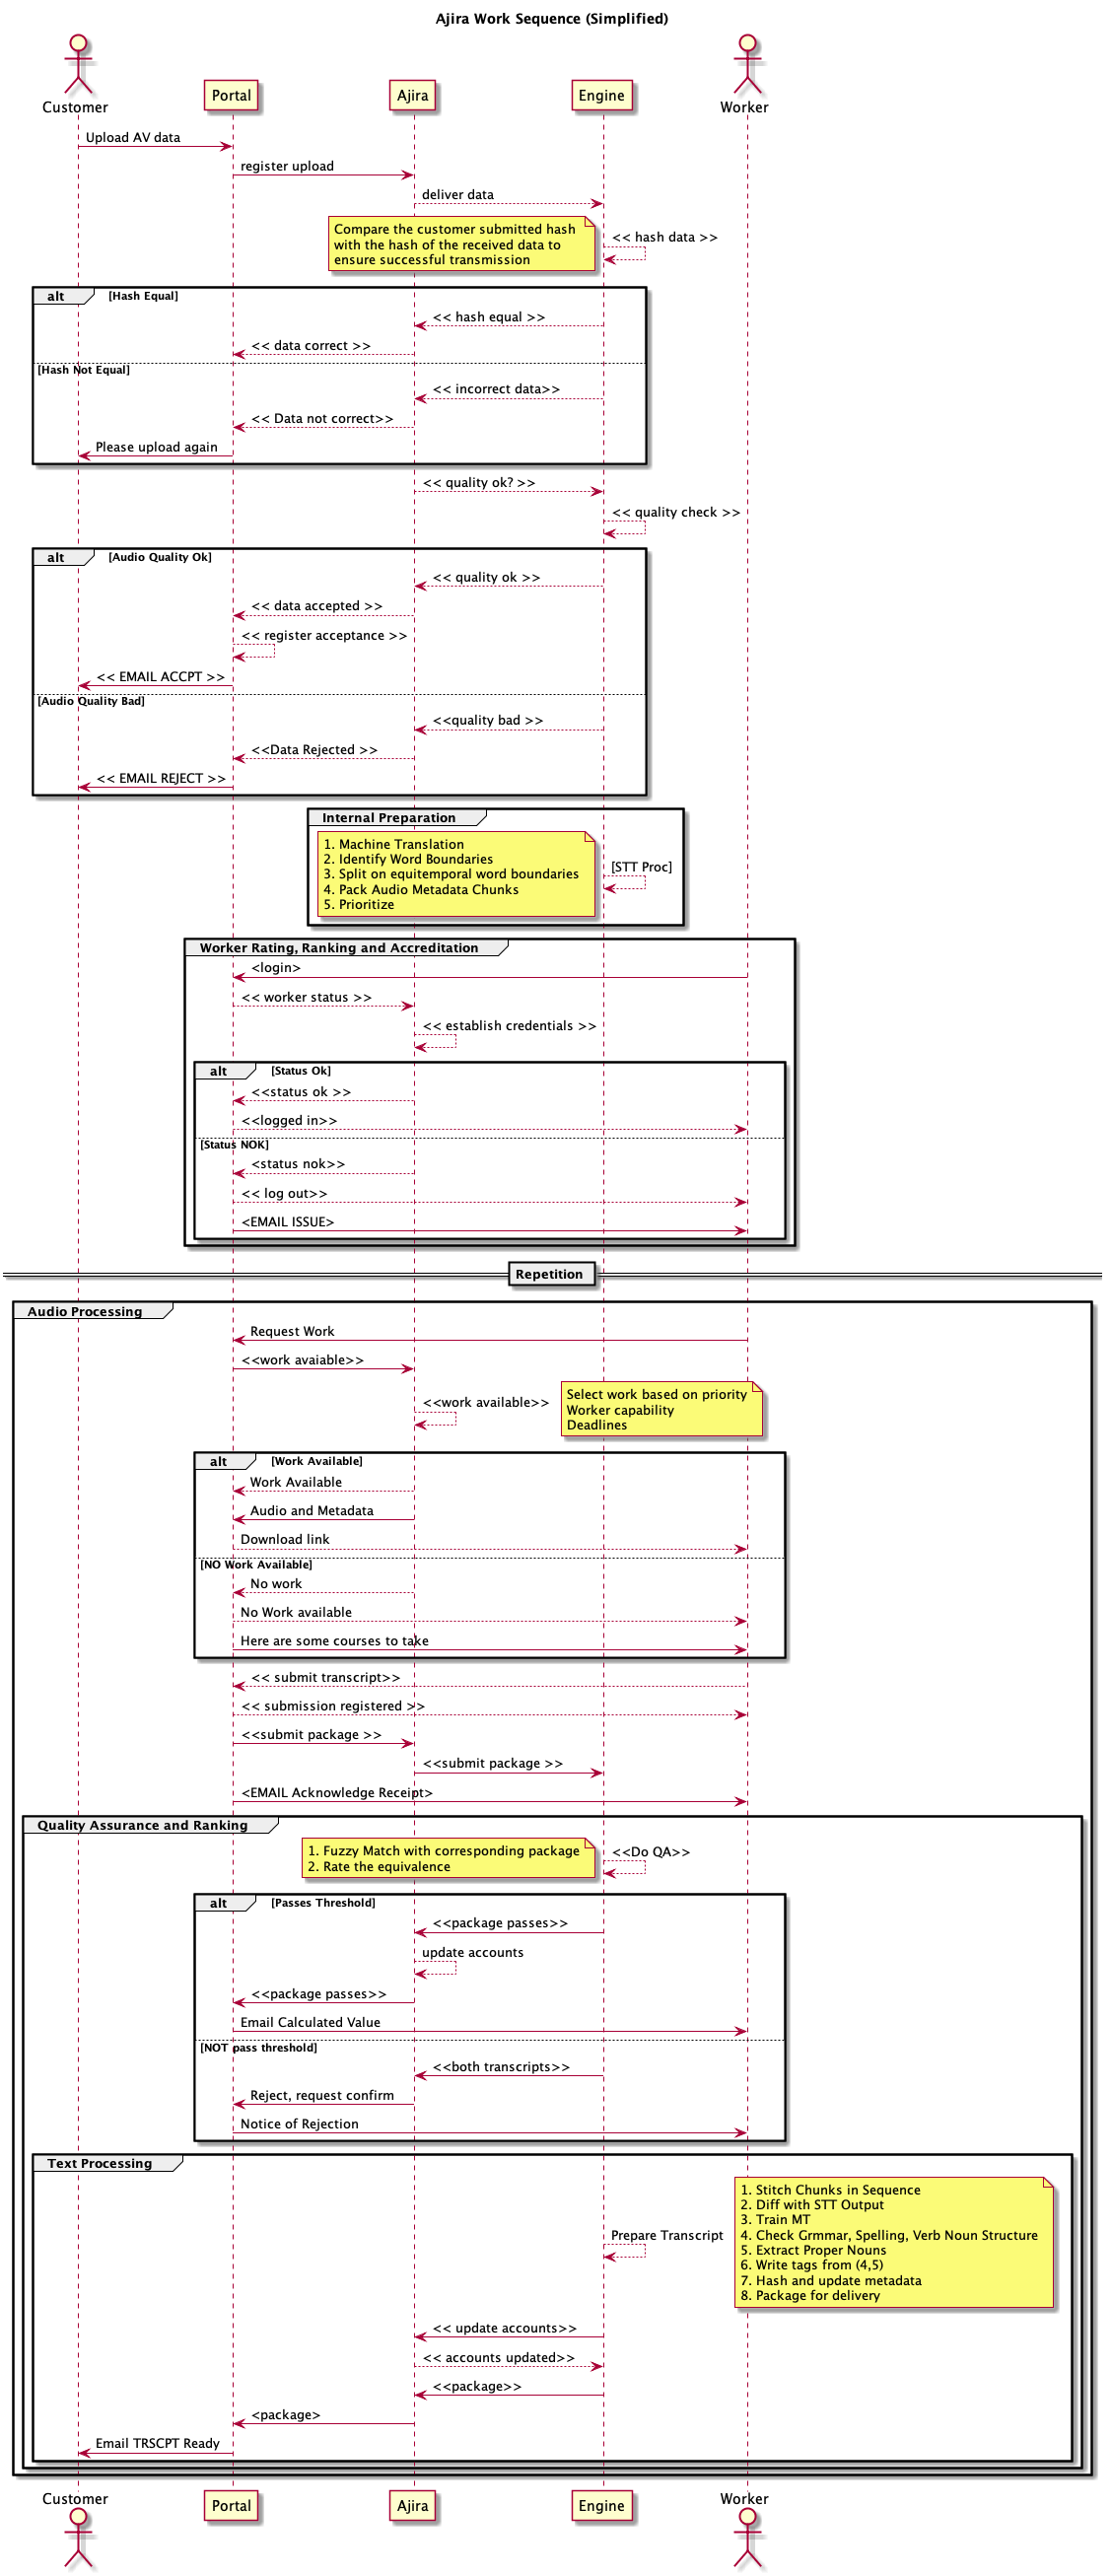 Ajira Work Sequence (Simplified)
Customer
Portal
Ajira
Engine
Worker
Upload AV data
register upload
deliver data
Compare the customer submitted hash
with the hash of the received data to
ensure successful transmission
<< hash data >>
alt
[Hash Equal]
<< hash equal >>
<< data correct >>
[Hash Not Equal]
<< incorrect data>>
<< Data not correct>>
Please upload again
<< quality ok? >>
<< quality check >>
alt
[Audio Quality Ok]
<< quality ok >>
<< data accepted >>
<< register acceptance >>
<< EMAIL ACCPT >>
[Audio Quality Bad]
<<quality bad >>
<<Data Rejected >>
<< EMAIL REJECT >>
Internal Preparation
1. Machine Translation
2. Identify Word Boundaries
3. Split on equitemporal word boundaries
4. Pack Audio Metadata Chunks
5. Prioritize
[STT Proc]
Worker Rating, Ranking and Accreditation
<login>
<< worker status >>
<< establish credentials >>
alt
[Status Ok]
<<status ok >>
<<logged in>>
[Status NOK]
<status nok>>
<< log out>>
<EMAIL ISSUE>
Repetition
Audio Processing
Request Work
<<work avaiable>>
<<work available>>
Select work based on priority
Worker capability
Deadlines
alt
[Work Available]
Work Available
Audio and Metadata
Download link
[NO Work Available]
No work
No Work available
Here are some courses to take
<< submit transcript>>
<< submission registered >>
<<submit package >>
<<submit package >>
<EMAIL Acknowledge Receipt>
Quality Assurance and Ranking
1. Fuzzy Match with corresponding package
2. Rate the equivalence
<<Do QA>>
alt
[Passes Threshold]
<<package passes>>
update accounts
<<package passes>>
Email Calculated Value
[NOT pass threshold]
<<both transcripts>>
Reject, request confirm
Notice of Rejection
Text Processing
1. Stitch Chunks in Sequence
2. Diff with STT Output
3. Train MT
4. Check Grmmar, Spelling, Verb Noun Structure
5. Extract Proper Nouns
6. Write tags from (4,5)
7. Hash and update metadata
8. Package for delivery
Prepare Transcript
<< update accounts>>
<< accounts updated>>
<<package>>
<package>
Email TRSCPT Ready
Customer
Portal
Ajira
Engine
Worker